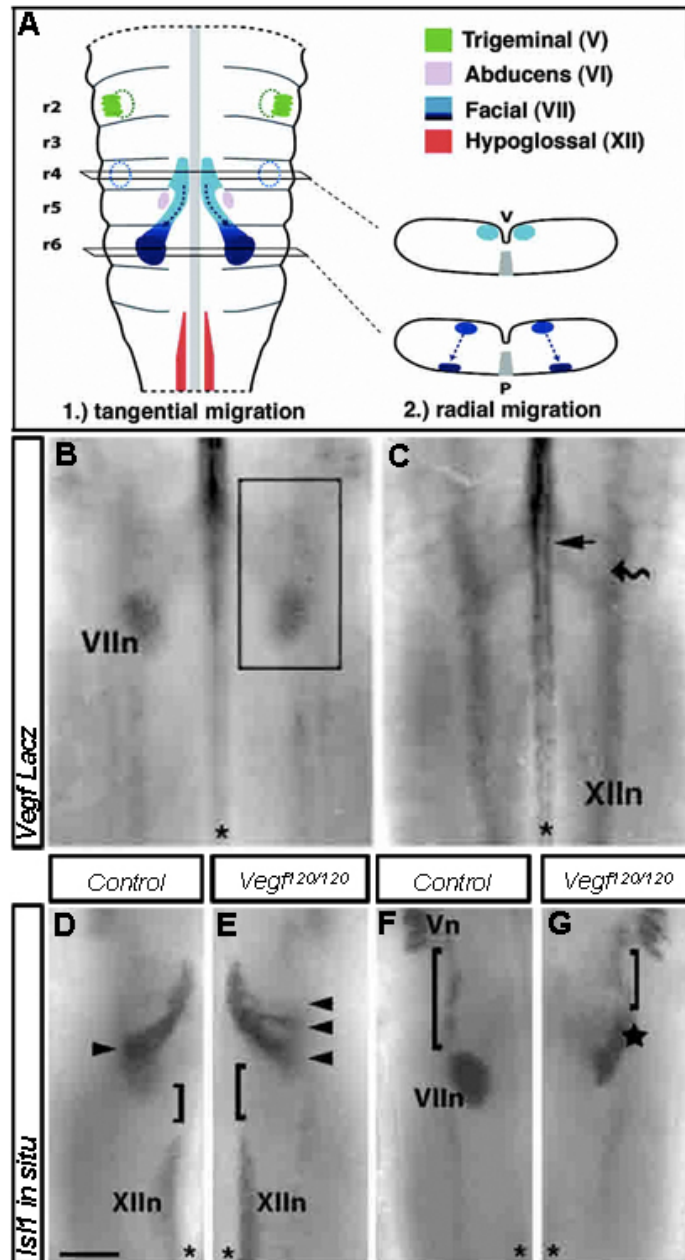 A
Trigeminal (V)
Abducens (VI)
Facial (VII)
Hypoglossal (XII)
r2
r3
r4
r5
r6
V
P
1.) tangential migration
2.) radial migration
Vegf Lacz
B
VIIn
*
C
XIIn
*
Control
Vegf120/120
Control
Vegf120/120
Isl1 in situ
D
XIIn
*
E
XIIn
*
F
Vn
VIIn
*
G
*